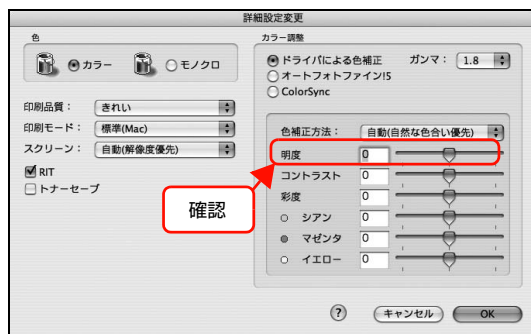 詳細設定変更
色
カラー
モノクロ
印刷品質： きれい
印刷モード： 標準(Mac)
スクリーン： 自動(解像度優先)
RIT
トナーセーブ
確認
カラー調整
ドライバによる色補正 ガンマ： 1.8
オートフォトファイン!5
ColorSync
色補正方法： 自動(自然な色合い優先)
明度 0
コントラスト 0
彩度 0
シアン 0
マゼンタ 0
イエロー 0
? キャンセル OK